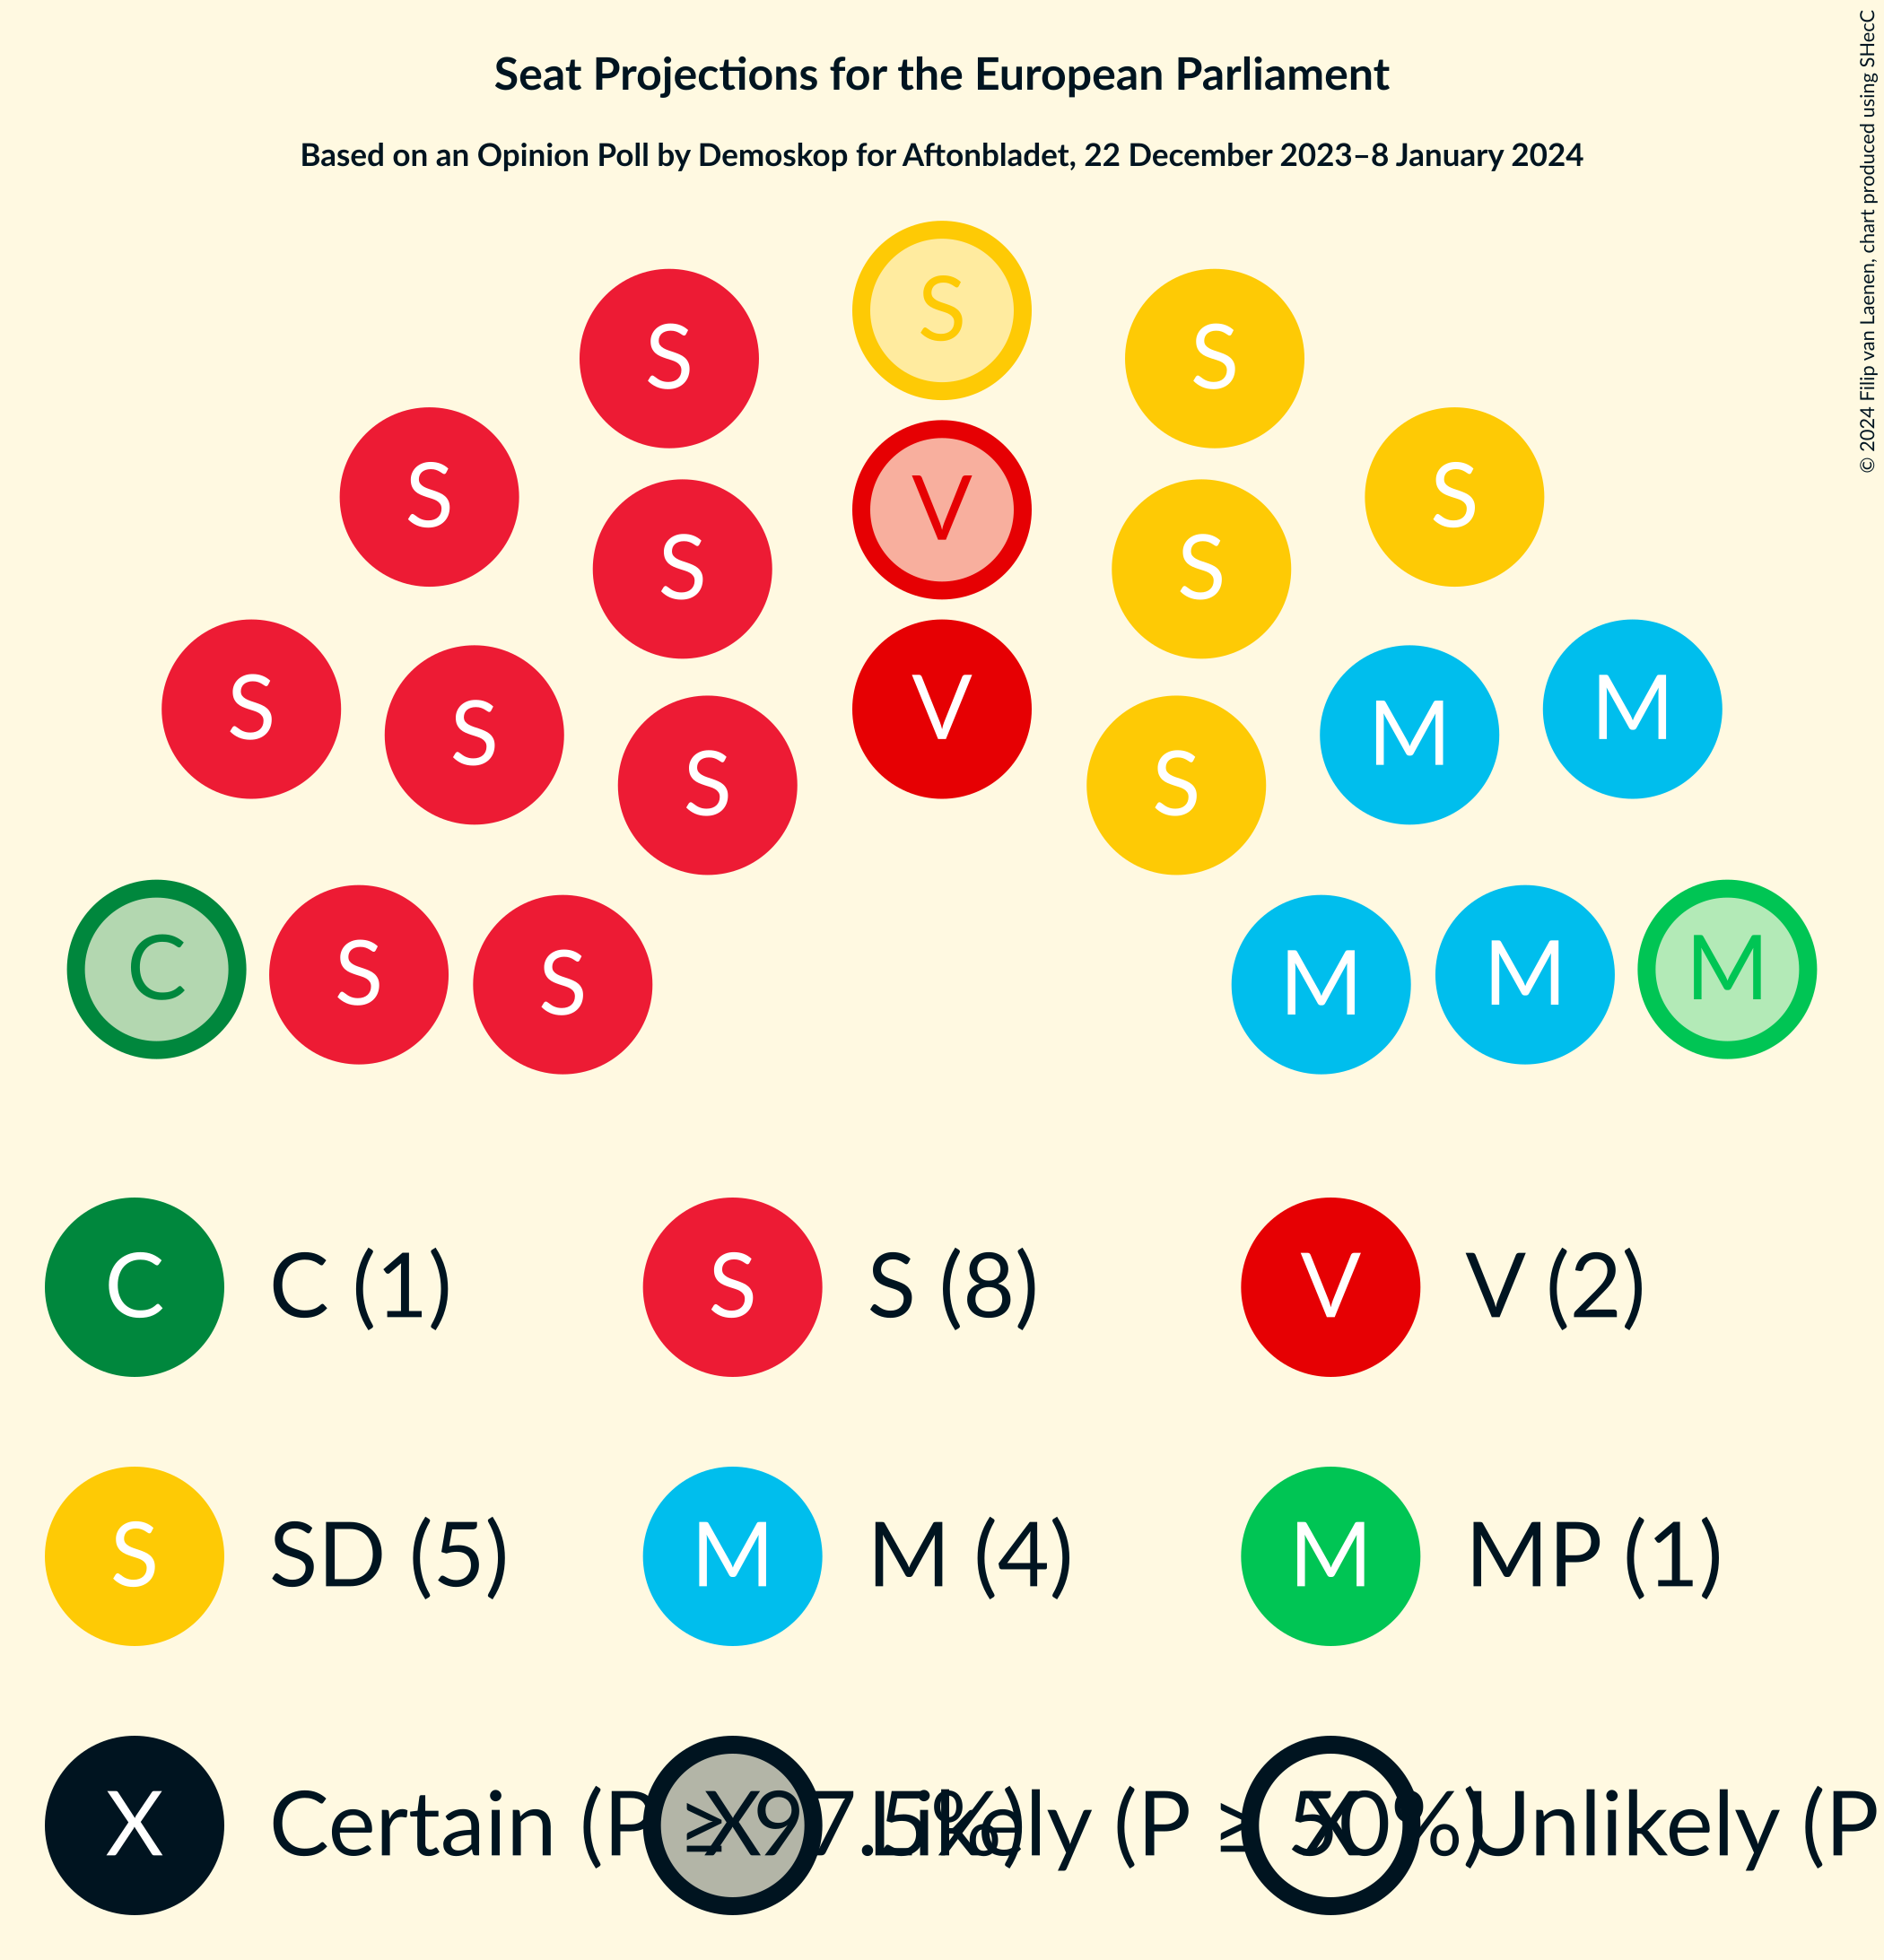 Seat Projections for the European Parliament
Based on an Opinion Poll by Demoskop for Aftonbladet, 22 December 2023–8 January 2024
© 2024 Filip van Laenen, chart produced using SHecC
S
S S
S S
V
S S
S S
S M
S V M
S S
C M
S M
S M
C C (1) S S (8) V V (2)
S SD (5) M M (4) M MP (1)
X Certain (P ≥ 97.5%) X Likely (P ≥ 50%) X Unlikely (P